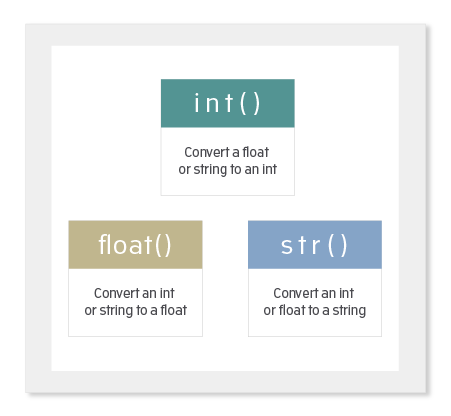 int()
Convert a float
or string to an int
float()
Convert an int
or string to a float
str()
Convert an int
or float to a string